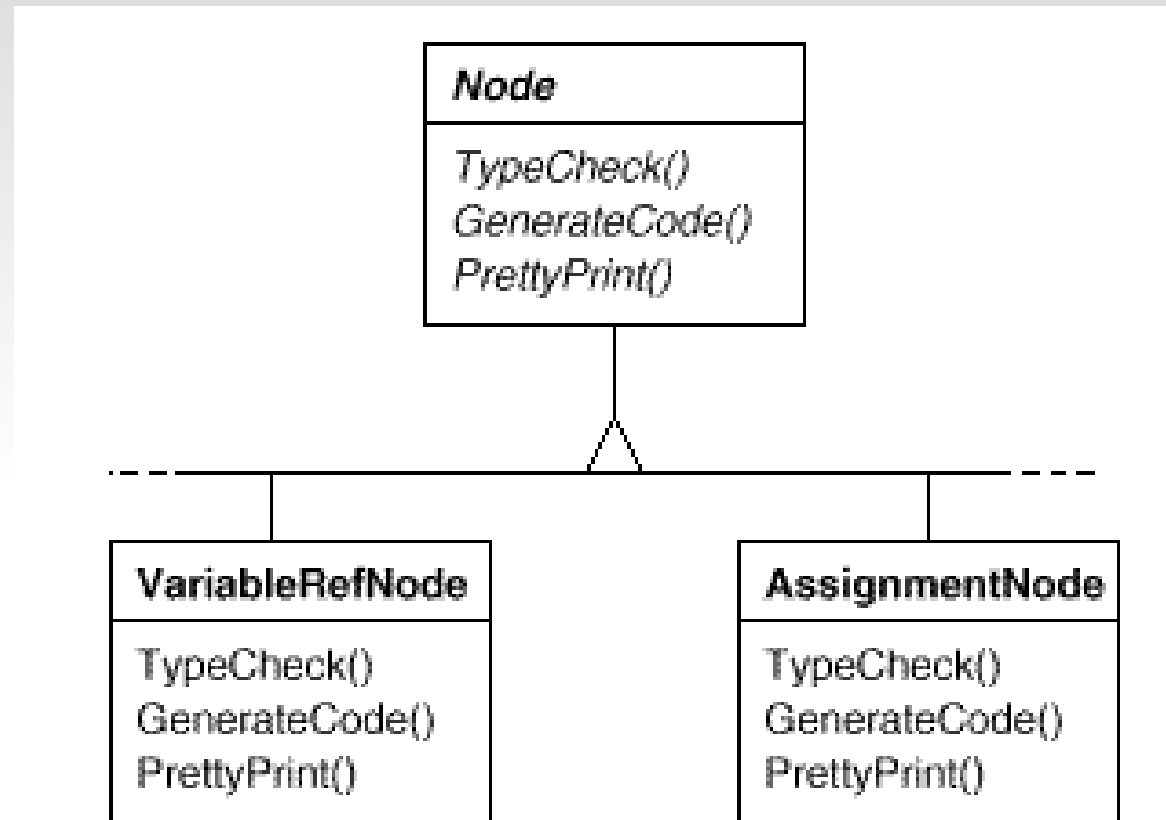 Node
TypeCheck()
GenerateCode()
PrettyPrint()
VariableRefNode
AssignmentNode
TypeCheck()
TypeCheck()
GenerateCode()
GenerateCode()
PrettyPrint()
PrettyPrint()